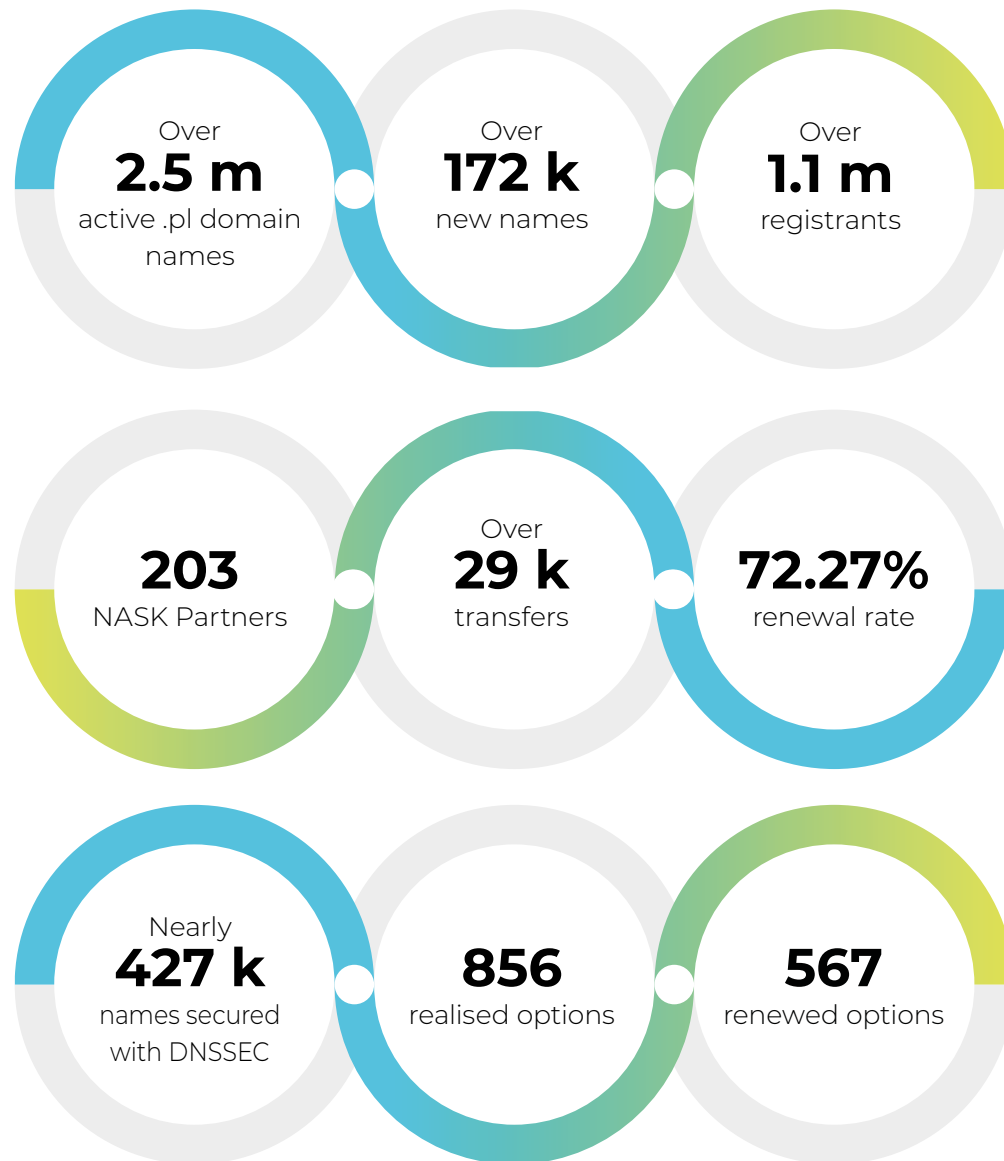 Over
2.5 m
active .pl domain
names
Over
172 k
new names
Over
1.1 m
registrants
203
NASK Partners
Over
29 k
transfers
72.27%
renewal rate
Nearly
427 k
names secured
with DNSSEC
856
realised options
567
renewed options